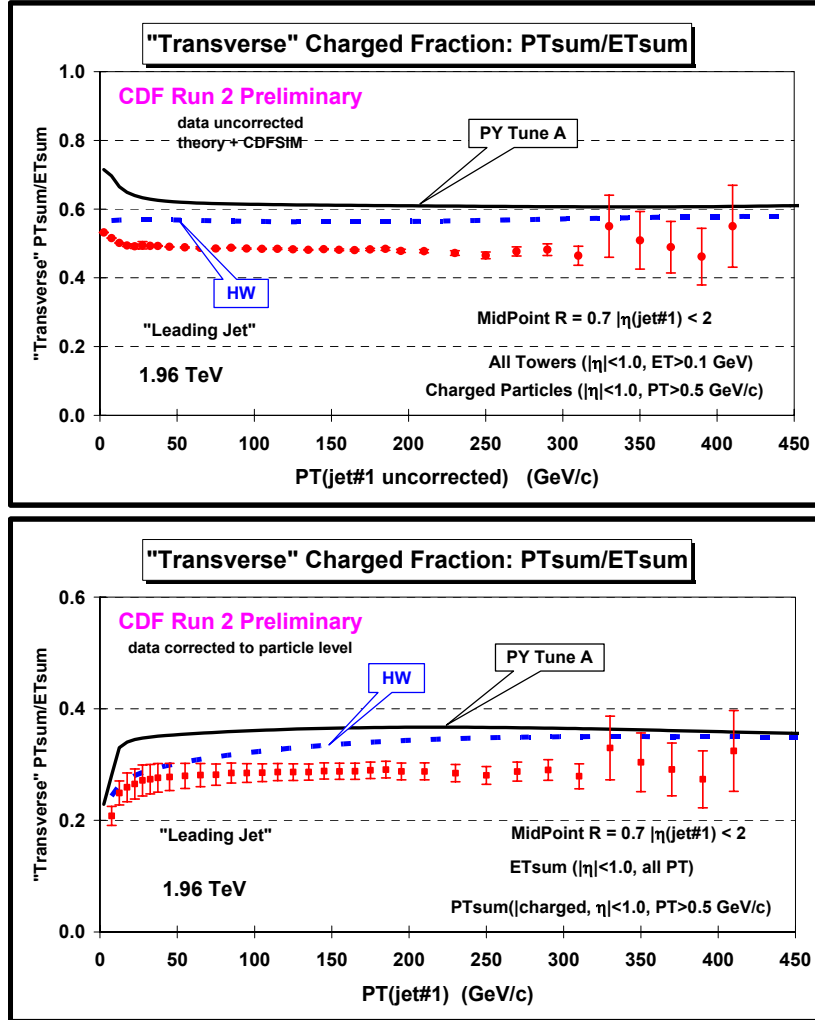 "Transverse" Charged Fraction: PTsum/ETsum
1.0
0.8
0.6
0.4
0.2
0.0
"Transverse" PTsum/ETsum
CDF Run 2 Preliminary
data uncorrected
theory + CDFSIM
PY Tune A
HW
"Leading Jet"
1.96 TeV
MidPoint R = 0.7 |η(jet#1) < 2
All Towers (|η|<1.0, ET>0.1 GeV)
Charged Particles (|η|<1.0, PT>0.5 GeV/c)
0 50 100 150 200 250 300 350 400 450
PT(jet#1 uncorrected) (GeV/c)
"Transverse" Charged Fraction: PTsum/ETsum
0.6
0.4
0.2
0.0
"Transverse" PTsum/ETsum
CDF Run 2 Preliminary
data corrected to particle level
PY Tune A
HW
"Leading Jet"
1.96 TeV
MidPoint R = 0.7 |η(jet#1) < 2
ETsum (|η|<1.0, all PT)
PTsum(|charged, η|<1.0, PT>0.5 GeV/c)
0 50 100 150 200 250 300 350 400 450
PT(jet#1) (GeV/c)